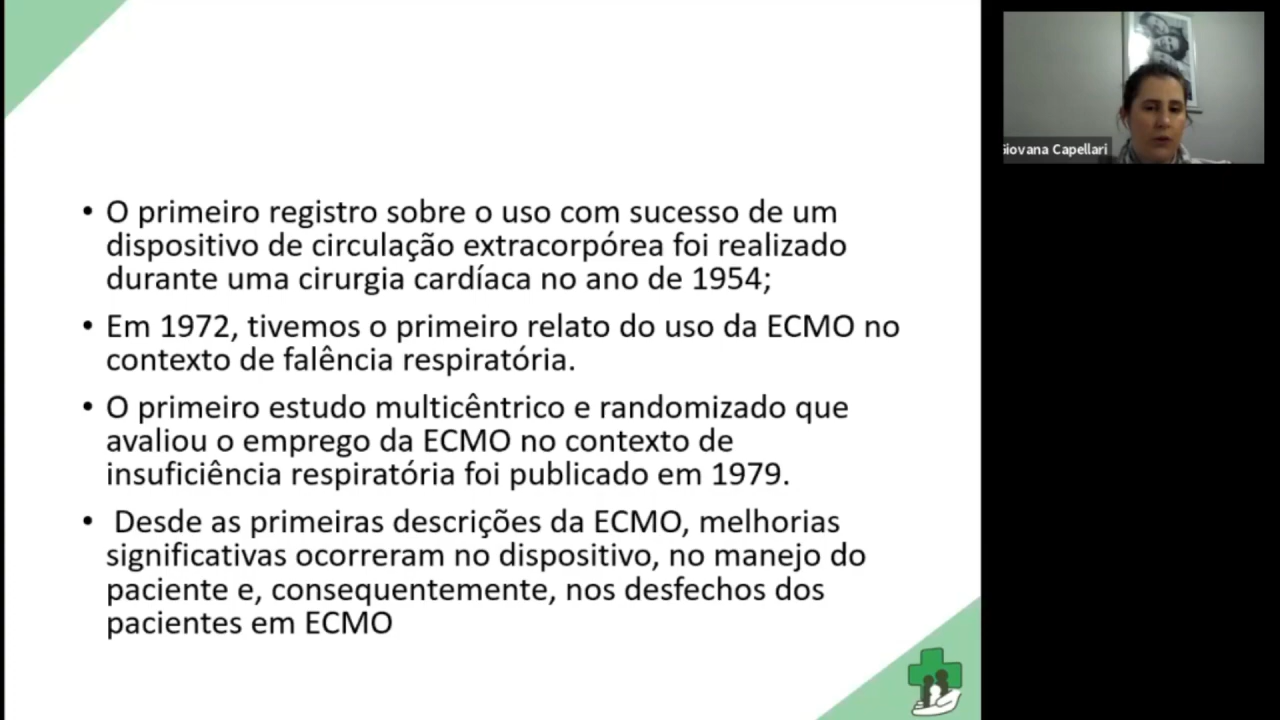 • O primeiro registro sobre o uso com sucesso de um
dispositivo de circulação extracorpórea foi realizado
durante uma cirurgia cardíaca no ano de 1954;
• Em 1972, tivemos o primeiro relato do uso da ECMO no
contexto de falência respiratória.
• O primeiro estudo multicêntrico e randomizado que
avaliou o emprego da ECMO no contexto de
insuficiência respiratória foi publicado em 1979.
• Desde as primeiras descrições da ECMO, melhorias
significativas ocorreram no dispositivo, no manejo do
paciente e, consequentemente, nos desfechos dos
pacientes em ECMO
Giovana Capellari